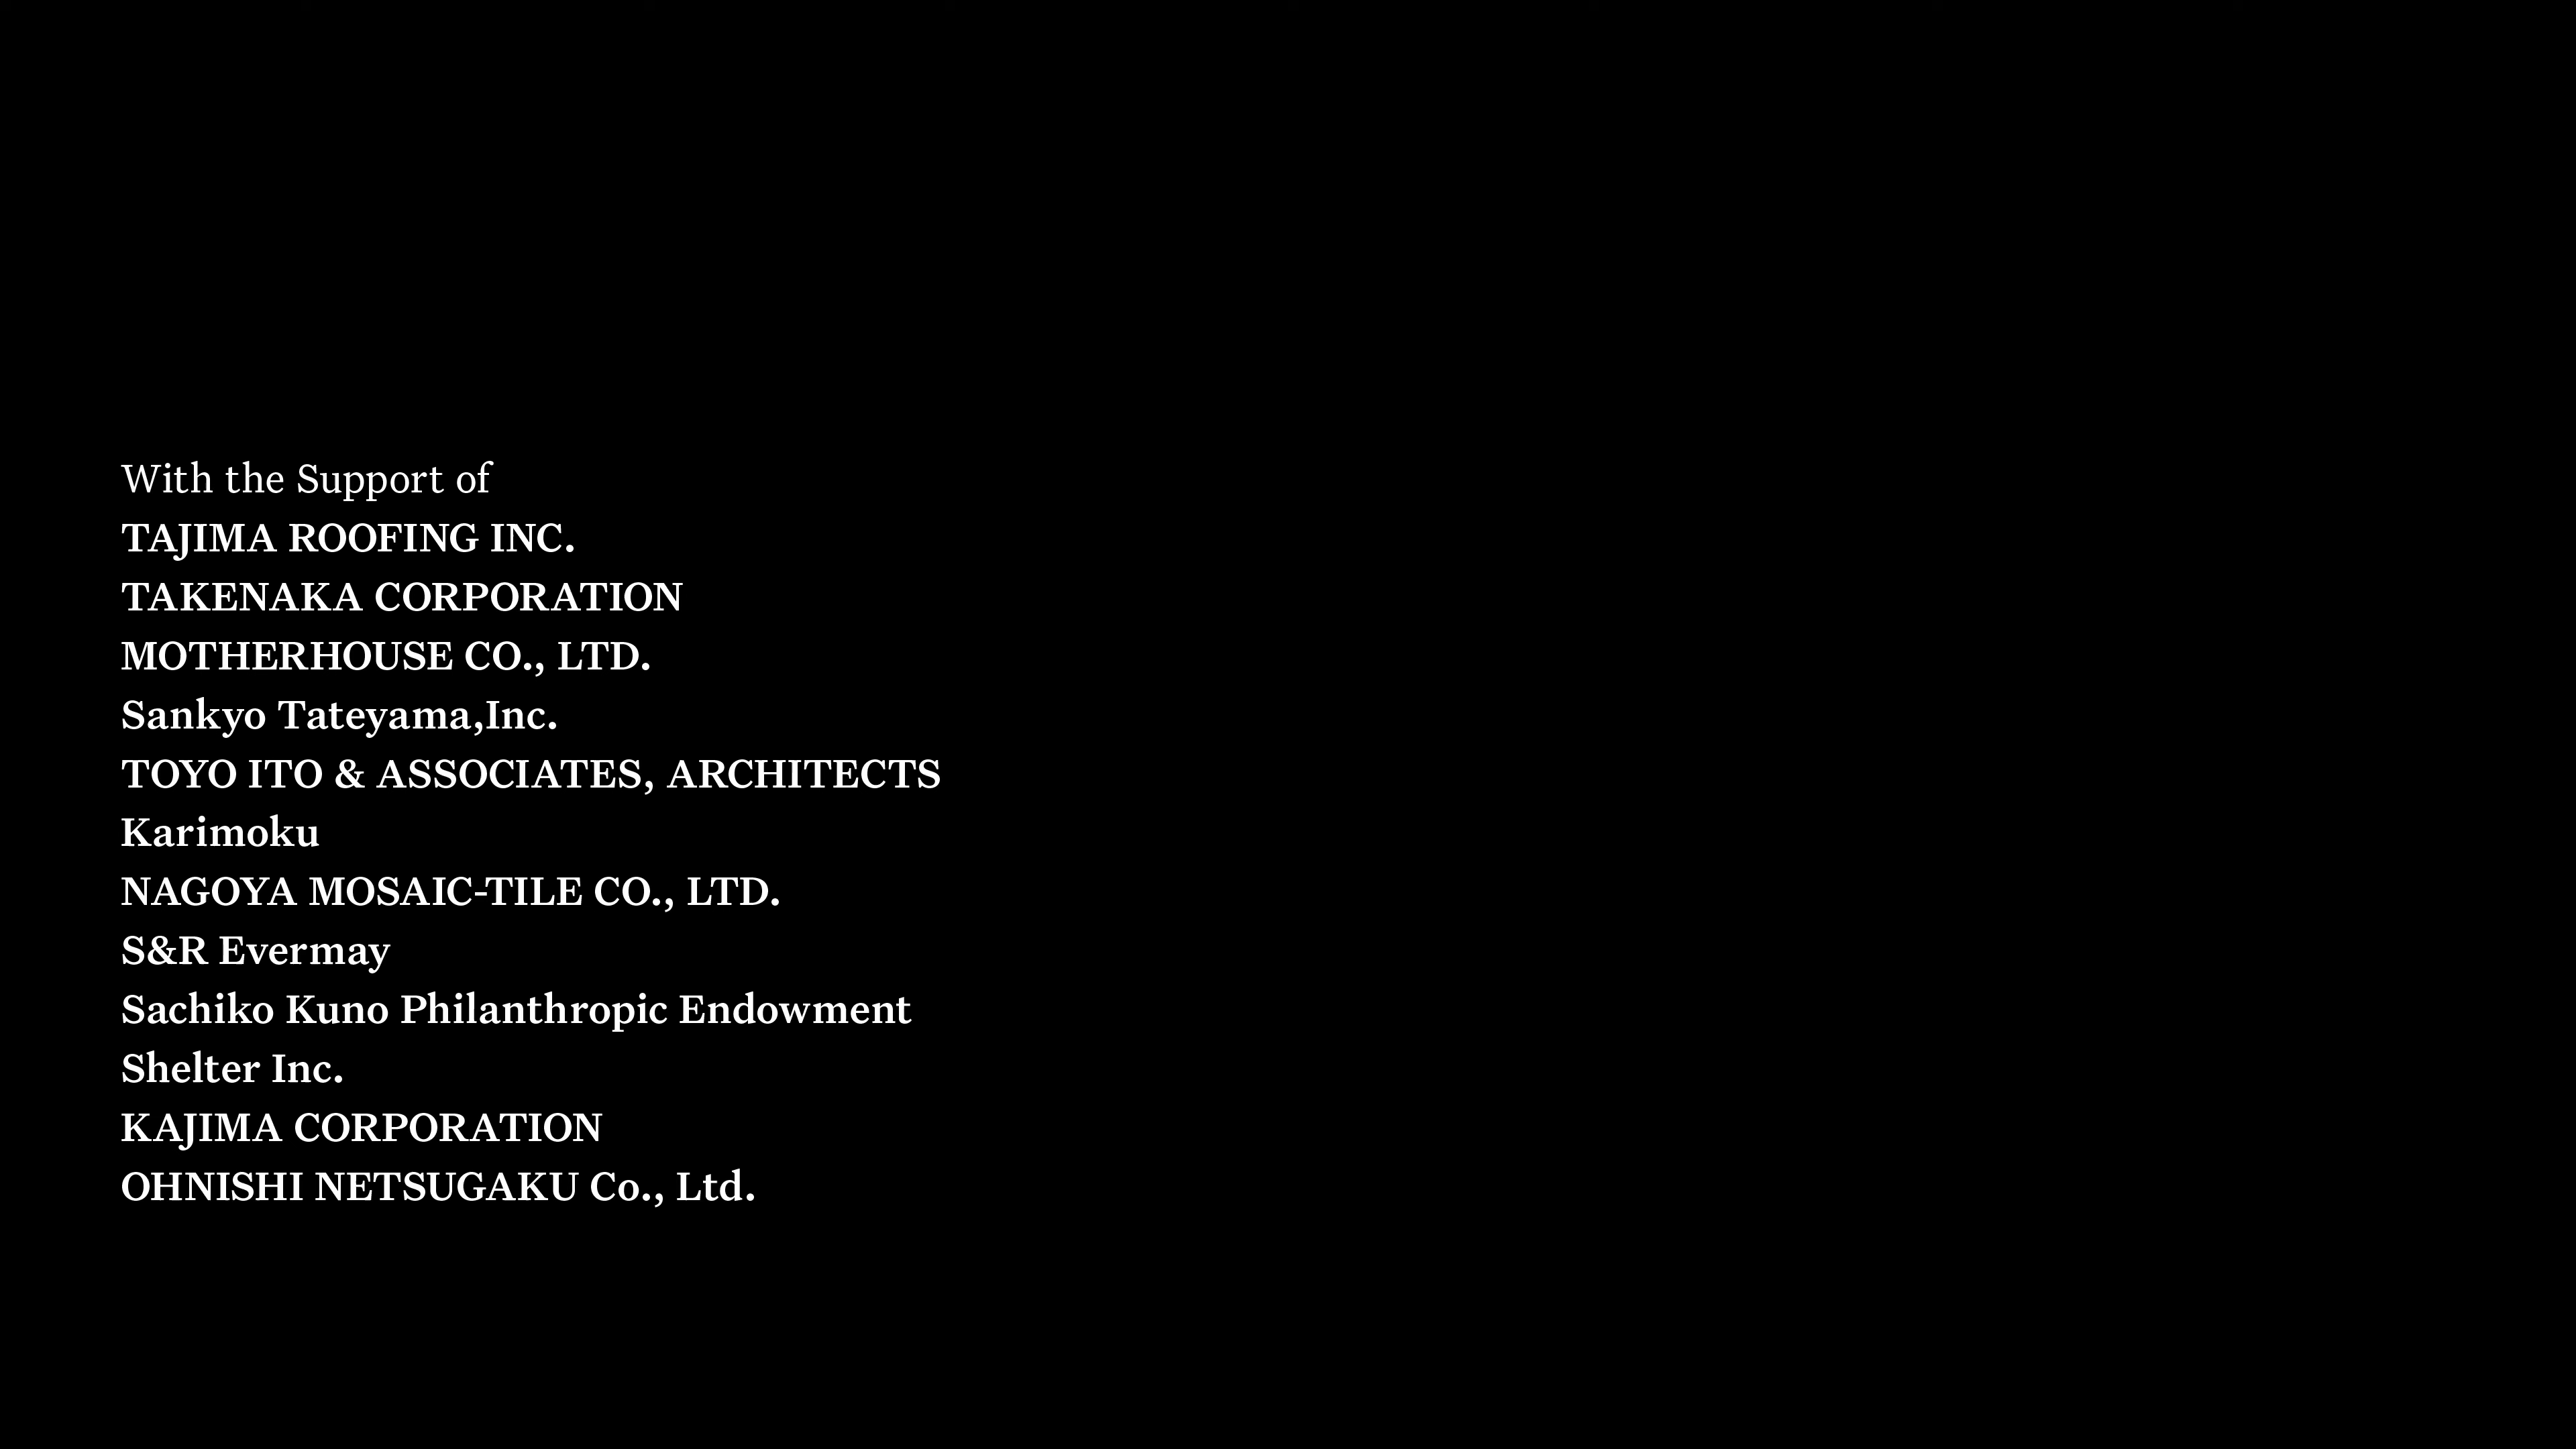 With the Support of
TAJIMA ROOFING INC.
TAKENAKA CORPORATION
MOTHERHOUSE CO., LTD.
Sankyo Tateyama,Inc.
TOYO ITO & ASSOCIATES, ARCHITECTS
Karimoku
NAGOYA MOSAIC-TILE CO., LTD.
S&R Evermay
Sachiko Kuno Philanthropic Endowment
Shelter Inc.
KAJIMA CORPORATION
OHNISHI NETSUGAKU Co., Ltd.